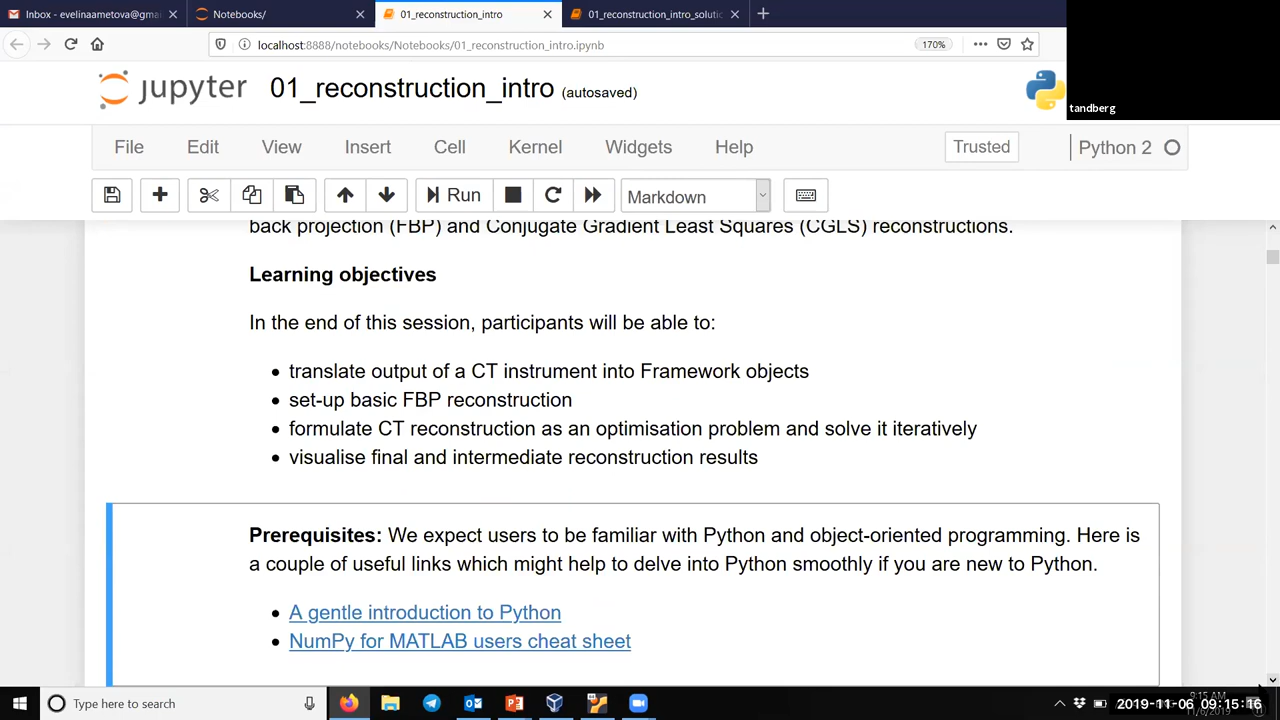 Inbox - evelinaametova@gma
Notebooks/
01_reconstruction_intro
01_reconstruction_intro_soluti
localhost:8888/notebooks/Notebooks/01_reconstruction_intro.ipynb
170%
tandberg
jupyter 01_reconstruction_intro (autosaved)
File Edit View Insert Cell Kernel Widgets Help Trusted Python 2
Run Markdown
back projection (FBP) and Conjugate Gradient Least Squares (CGLS) reconstructions.
Learning objectives
In the end of this session, participants will be able to:
• translate output of a CT instrument into Framework objects
• set-up basic FBP reconstruction
• formulate CT reconstruction as an optimisation problem and solve it iteratively
• visualise final and intermediate reconstruction results
Prerequisites: We expect users to be familiar with Python and object-oriented programming. Here is
a couple of useful links which might help to delve into Python smoothly if you are new to Python.
• A gentle introduction to Python
• NumPy for MATLAB users cheat sheet
Type here to search
9:15 AM
2019-11-06 09:15:16
11/6/2019